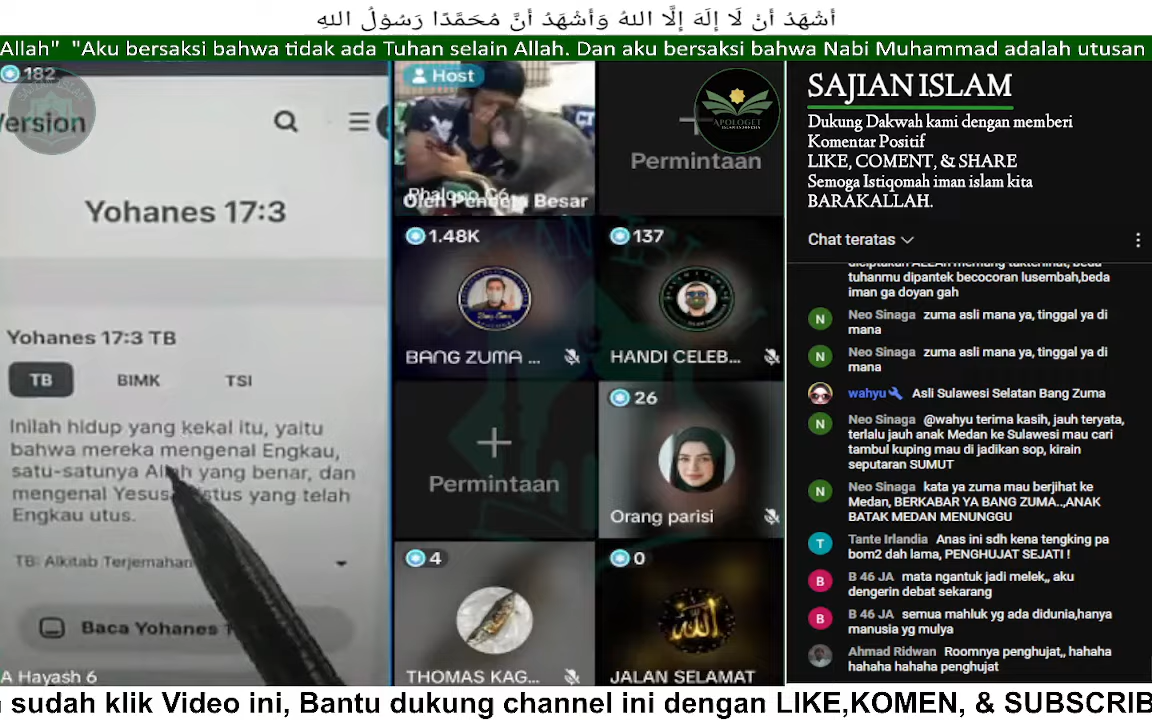 أَشْهَدُ أَنْ لَا إِلَهَ إِلَّا اللهُ وَأَشْهَدُ أَنَّ مُحَمَّدًا رَسُوْلُ اللهِ
Allah" "Aku bersaksi bahwa tidak ada Tuhan selain Allah. Dan aku bersaksi bahwa Nabi Muhammad adalah utusan
182
Version
Yohanes 17:3
Yohanes 17:3 TB
TB BIMK TSI
Inilah hidup yang kekal itu, yaitu
bahwa mereka mengenal Engkau,
satu-satunya Allah yang benar, dan
mengenal Yesus yang telah
Engkau utus.
TB: Alkitab Terjemahan
Baca Yohanes
A Hayash 6
Host
Oleh Pendeta Besar
APOLOGET
Permintaan
1.48K
BANG ZUMA ...
137
HANDI CELEB...
Permintaan
26
Orang parisi
4
THOMAS KAG...
0
JALAN SELAMAT
SAJIAN ISLAM
Dukung Dakwah kami dengan memberi
Komentar Positif
LIKE, COMENT, & SHARE
Semoga Istiqomah iman islam kita
BARAKALLAH.
Chat teratas
tuhanmu dipantek becocoran lusembah,beda
iman ga doyan gah
N Neo Sinaga zuma asli mana ya, tinggal ya di
mana
N Neo Sinaga zuma asli mana ya, tinggal ya di
mana
wahyu Asli Sulawesi Selatan Bang Zuma
N Neo Sinaga @wahyu terima kasih, jauh teryata,
terlalu jauh anak Medan ke Sulawesi mau cari
tambul kuping mau di jadikan sop, kirain
seputaran SUMUT
N Neo Sinaga kata ya zuma mau berjihat ke
Medan, BERKABAR YA BANG ZUMA..,ANAK
BATAK MEDAN MENUNGGU
T Tante Irlandia Anas ini sdh kena tengking pa
bom2 dah lama, PENGHUJAT SEJATI !
B B 46 JA mata ngantuk jadi melek,, aku
dengerin debat sekarang
B B 46 JA semua mahluk yg ada didunia,hanya
manusia yg mulya
Ahmad Ridwan Roomnya penghujat,, hahaha
hahaha hahaha penghujat
sudah klik Video ini, Bantu dukung channel ini dengan LIKE,KOMEN, & SUBSCRIB